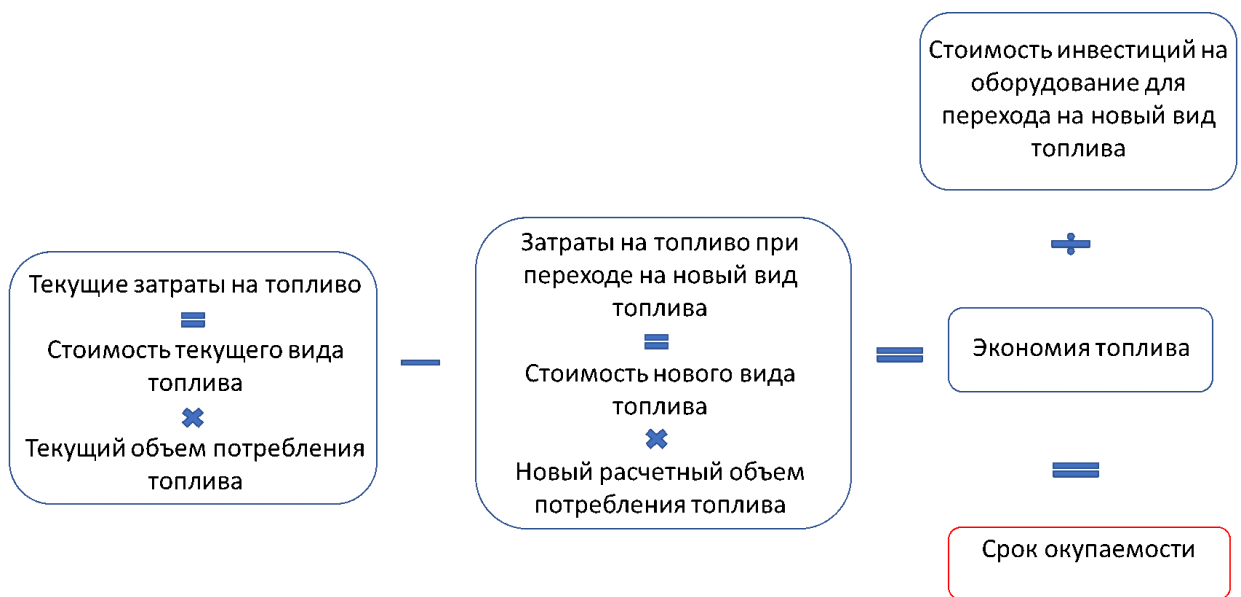 Текущие затраты на топливо
=
Стоимость текущего вида
топлива
×
Текущий объем потребления
топлива
−
Затраты на топливо при
переходе на новый вид
топлива
=
Стоимость нового вида
топлива
×
Новый расчетный объем
потребления топлива
=
Стоимость инвестиций на
оборудование для
перехода на новый вид
топлива
÷
Экономия топлива
=
Срок окупаемости